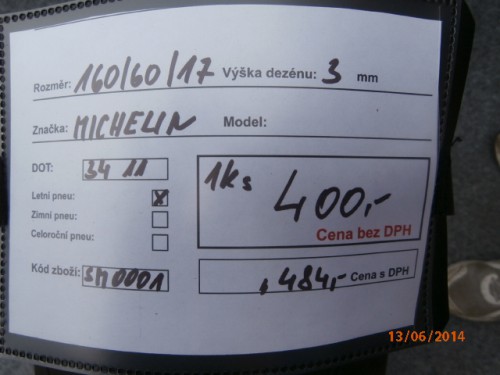 Rozměr: 160/60/17 Výška dezénu: 3 mm
Značka: MICHELIN Model:
DOT: 34 11
Letní pneu: X
Zimní pneu:
Celoroční pneu:
1ks 400,-
Cena bez DPH
Kód zboží: SM0001
484,- Cena s DPH
13/06/2014